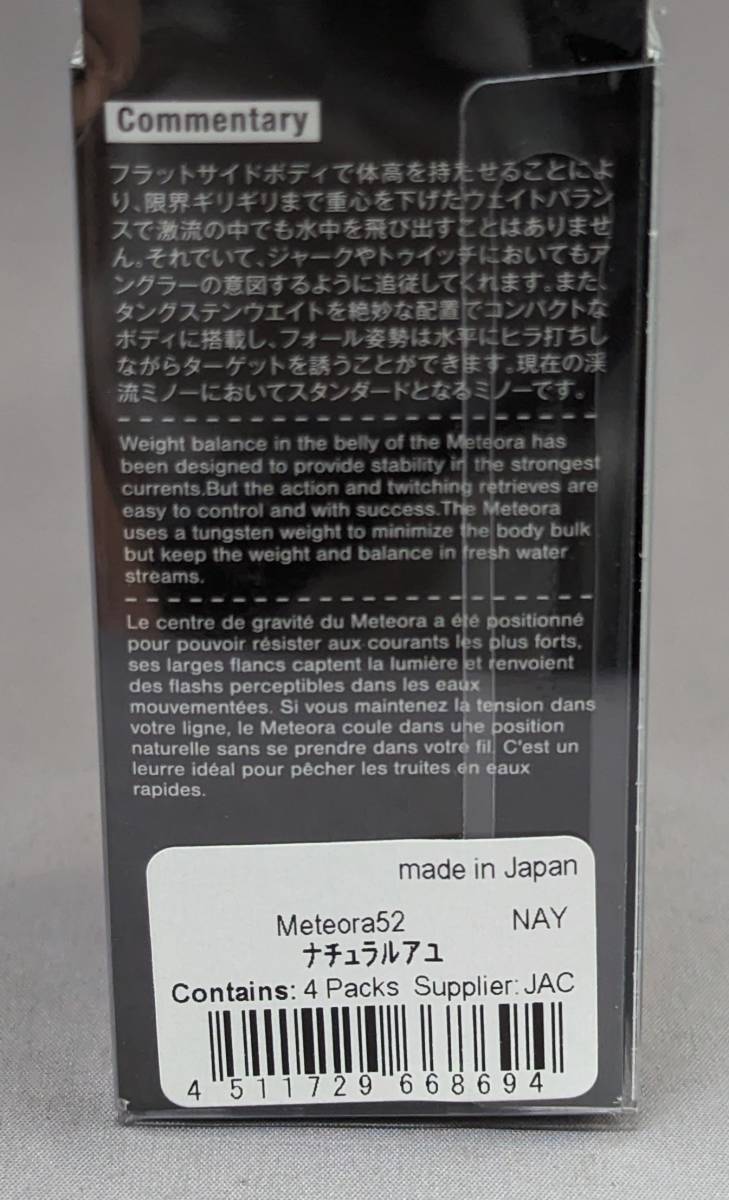 Commentary
フラットサイドボディで体高を持たせることによ
り、限界ギリギリまで重心を下げたウェイトバラン
スで激流の中でも水中を飛び出すことはありませ
ん。それでいて、ジャークやトゥイッチにおいてもア
ングラーの意図するように追従してくれます。また、
タングステンウエイトを絶妙な配置でコンパクトな
ボディに搭載し、フォール姿勢は水平にヒラ打ちし
ながらターゲットを誘うことができます。現在の渓
流ミノーにおいてスタンダードとなるミノーです。
Weight balance in the belly of the Meteora has
been designed to provide stability in the strongest
currents.But the action and twitching retrieves are
easy to control and with success.The Meteora
uses a tungsten weight to minimize the body bulk
but keep the weight and balance in fresh water
streams.
Le centre de gravité du Meteora a été positionné
pour pouvoir résister aux courants les plus forts,
ses larges flancs captent la lumière et renvoient
des flashs perceptibles dans les eaux
mouvementées. Si vous maintenez la tension dans
votre ligne, le Meteora coule dans une position
naturelle sans se prendre dans votre fil. C'est un
leurre idéal pour pêcher les truites en eaux
rapides.
made in Japan
Meteora52 NAY
ナチュラルアユ
Contains: 4 Packs Supplier: JAC
4 511729 668694